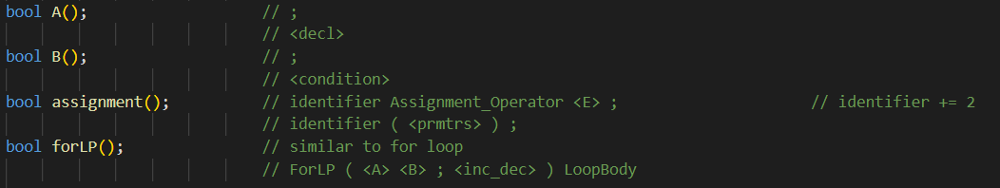 bool A(); // ;
// <decl>
bool B(); // ;
// <condition>
bool assignment(); // identifier Assignment_Operator <E> ; // identifier += 2
// identifier ( <prmtrs> ) ;
bool forLP(); // similar to for loop
// ForLP ( <A> <B> ; <inc_dec> ) LoopBody